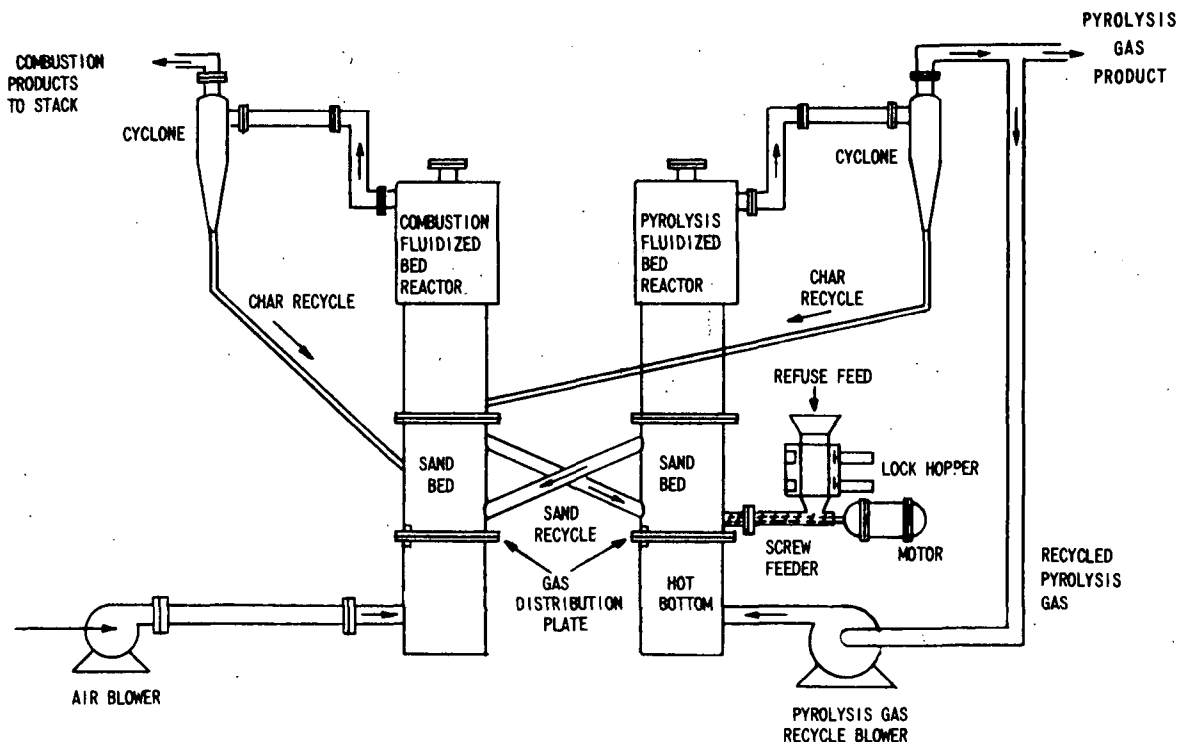 PYROLYSIS
GAS
PRODUCT
COMBUSTION
PRODUCTS
TO STACK
CYCLONE
CYCLONE
COMBUSTION
FLUIDIZED
BED
REACTOR.
PYROLYSIS
FLUIDIZED
BED
REACTOR
CHAR RECYCLE
CHAR
RECYCLE
REFUSE FEED
LOCK HOPPER
SAND
BED
SAND
BED
SAND
RECYCLE
SCREW
FEEDER
MOTOR
GAS
DISTRIBUTION
PLATE
HOT
BOTTOM
RECYCLED
PYROLYSIS
GAS
AIR BLOWER
PYROLYSIS GAS
RECYCLE BLOWER